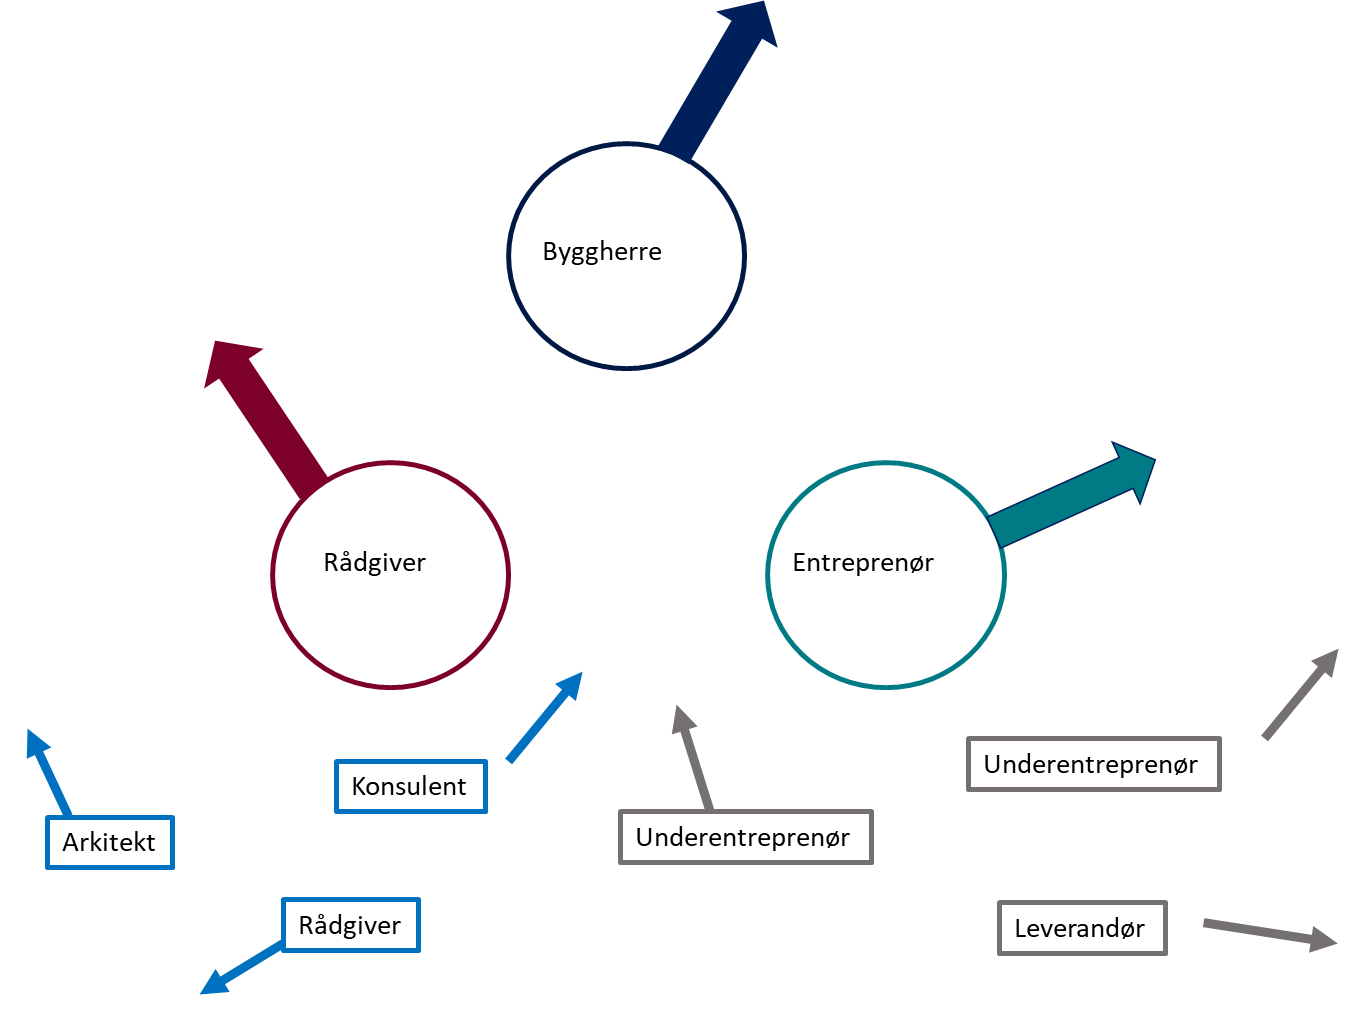 Byggherre
Rådgiver
Entreprenør
Konsulent
Underentreprenør
Arkitekt
Underentreprenør
Rådgiver
Leverandør